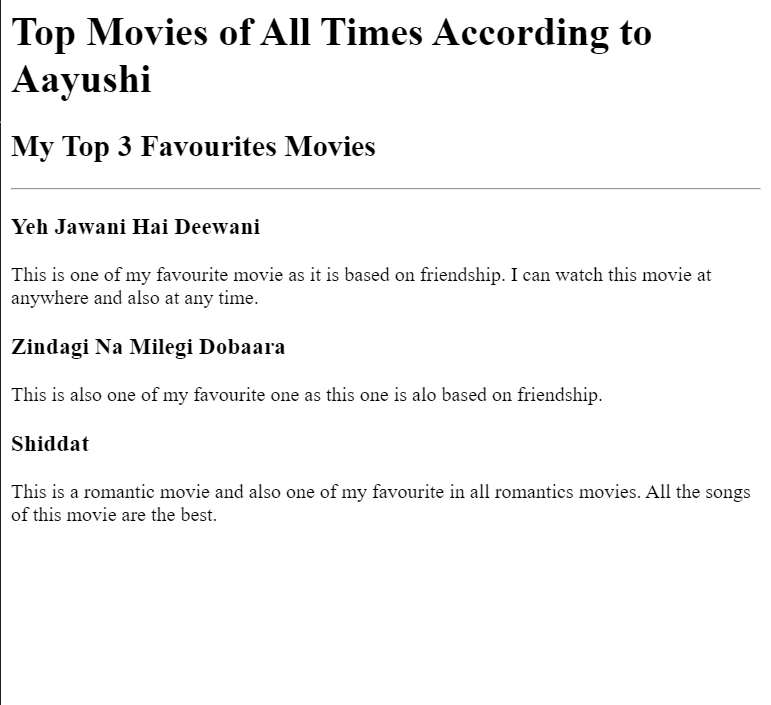 Top Movies of All Times According to
Aayushi
My Top 3 Favourites Movies
Yeh Jawani Hai Deewani
This is one of my favourite movie as it is based on friendship. I can watch this movie at
anywhere and also at any time.
Zindagi Na Milegi Dobaara
This is also one of my favourite one as this one is alo based on friendship.
Shiddat
This is a romantic movie and also one of my favourite in all romantics movies. All the songs
of this movie are the best.